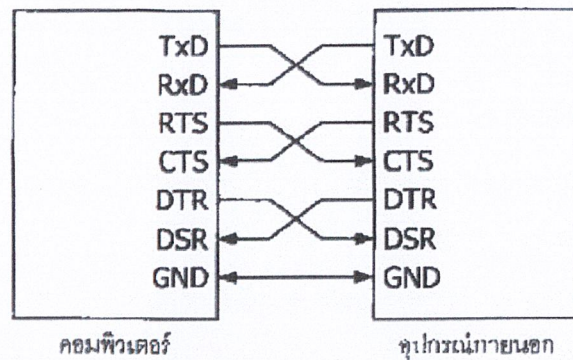 TxD TxD
RxD RxD
RTS RTS
CTS CTS
DTR DTR
DSR DSR
GND GND
คอมพิวเตอร์ อุปกรณ์ภายนอก